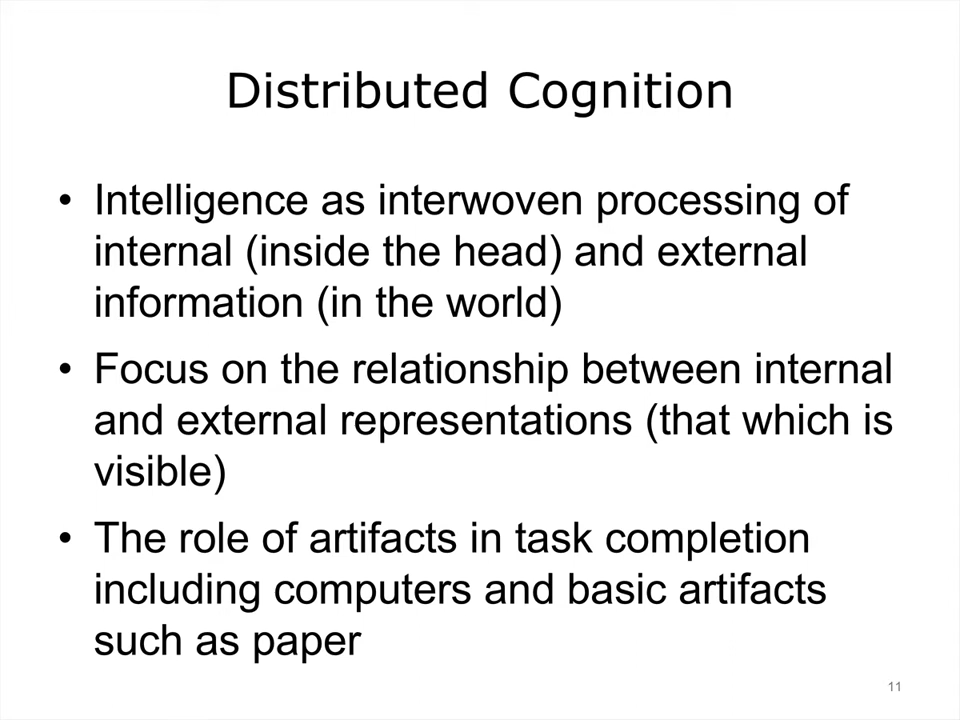 Distributed Cognition
• Intelligence as interwoven processing of
internal (inside the head) and external
information (in the world)
• Focus on the relationship between internal
and external representations (that which is
visible)
• The role of artifacts in task completion
including computers and basic artifacts
such as paper
11